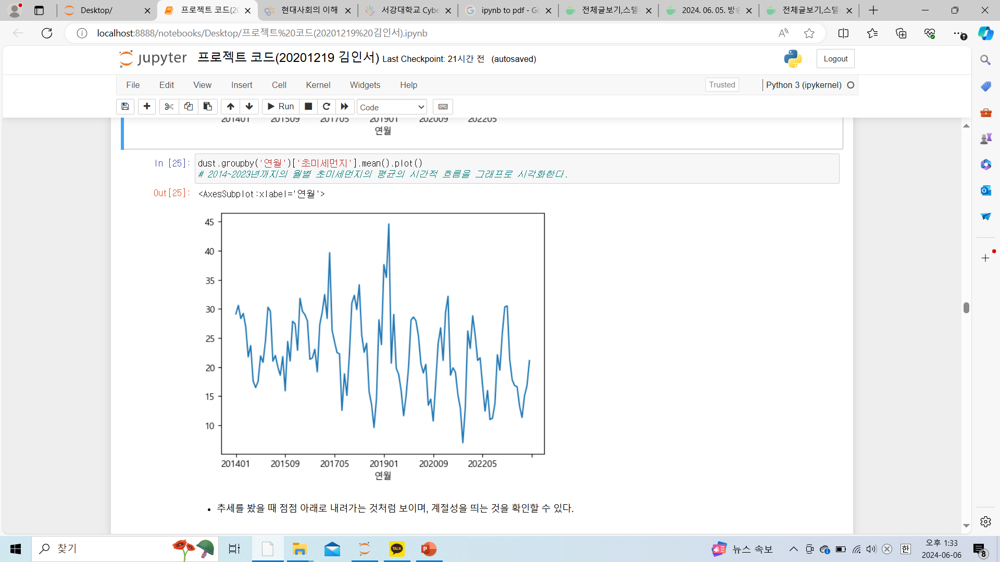 Desktop/
프로젝트 코드(20
현대사회의 이해
서강대학교 Cybe
ipynb to pdf - Go
전체글보기,스텔
2024. 06. 05. 방송
전체글보기,스텔
localhost:8888/notebooks/Desktop/프로젝트%20코드(20201219%20김인서).ipynb
jupyter 프로젝트 코드(20201219 김인서) Last Checkpoint: 21시간 전 (autosaved)
Logout
File Edit View Insert Cell Kernel Widgets Help
Trusted
Python 3 (ipykernel)
Run
Code
201401 201509 201705 201901 202009 202205
연월
In [25]: dust.groupby('연월')['초미세먼지'].mean().plot()
# 2014~2023년까지의 월별 초미세먼지의 평균의 시간적 흐름을 그래프로 시각화한다.
Out[25]: <AxesSubplot:xlabel='연월'>
45
40
35
30
25
20
15
10
201401 201509 201705 201901 202009 202205
연월
• 추세를 봤을 때 점점 아래로 내려가는 것처럼 보이며, 계절성을 띄는 것을 확인할 수 있다.
찾기
TALK
P
뉴스 속보
한
오후 1:33
2024-06-06
8